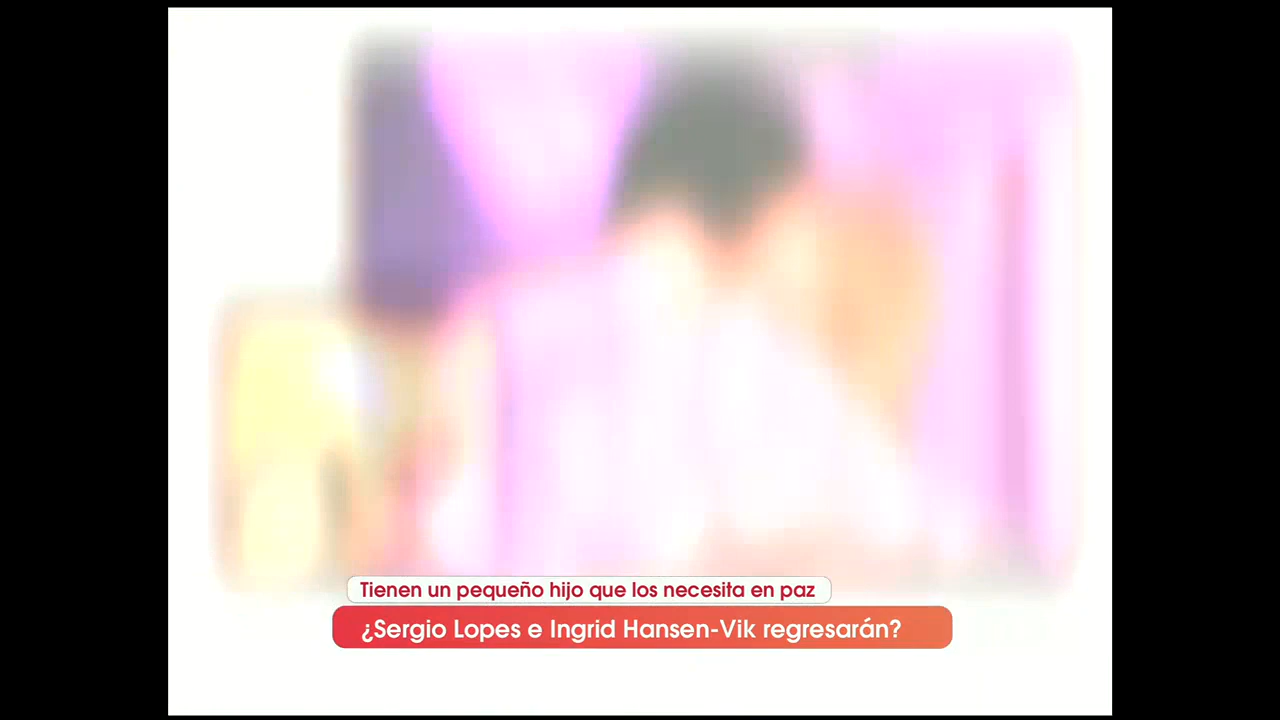 Tienen un pequeño hijo que los necesita en paz
¿Sergio Lopes e Ingrid Hansen-Vik regresarán?